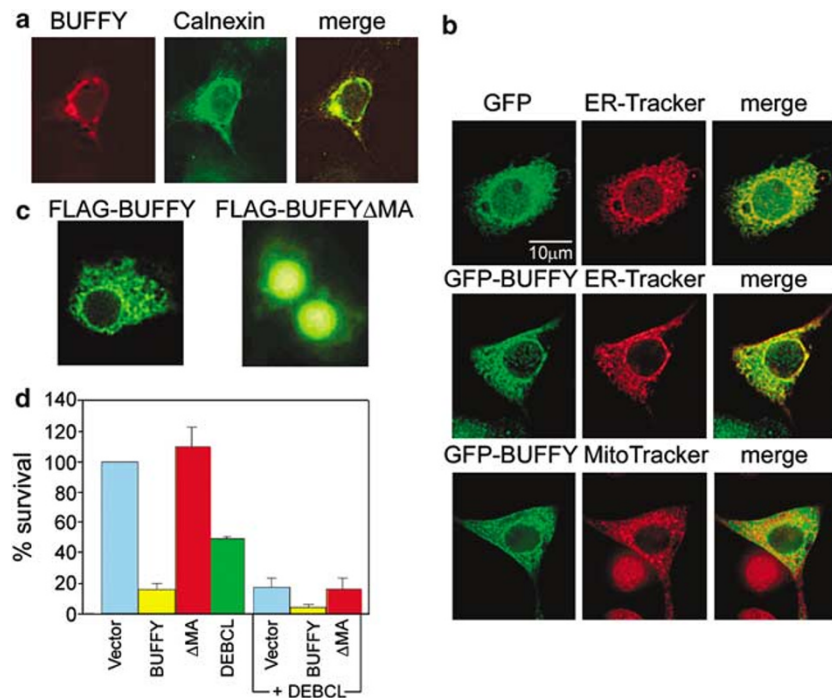 a
BUFFY Calnexin merge
b
GFP ER-Tracker merge
10μm
GFP-BUFFY ER-Tracker merge
GFP-BUFFY MitoTracker merge
c
FLAG-BUFFY FLAG-BUFFYΔMA
d
% survival
140
120
100
80
60
40
20
0
Vector
BUFFY
ΔMA
DEBCL
Vector
BUFFY
ΔMA
+ DEBCL